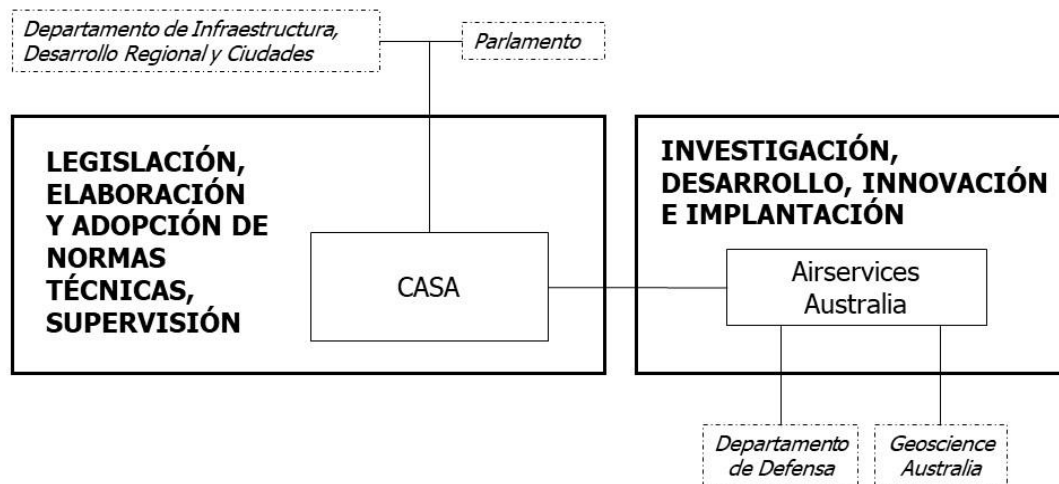 Departamento de Infraestructura,
Desarrollo Regional y Ciudades
Parlamento
LEGISLACIÓN,
ELABORACIÓN
Y ADOPCIÓN DE
NORMAS
TÉCNICAS,
SUPERVISIÓN
CASA
INVESTIGACIÓN,
DESARROLLO, INNOVACIÓN
E IMPLANTACIÓN
Airservices
Australia
Departamento
de Defensa
Geoscience
Australia